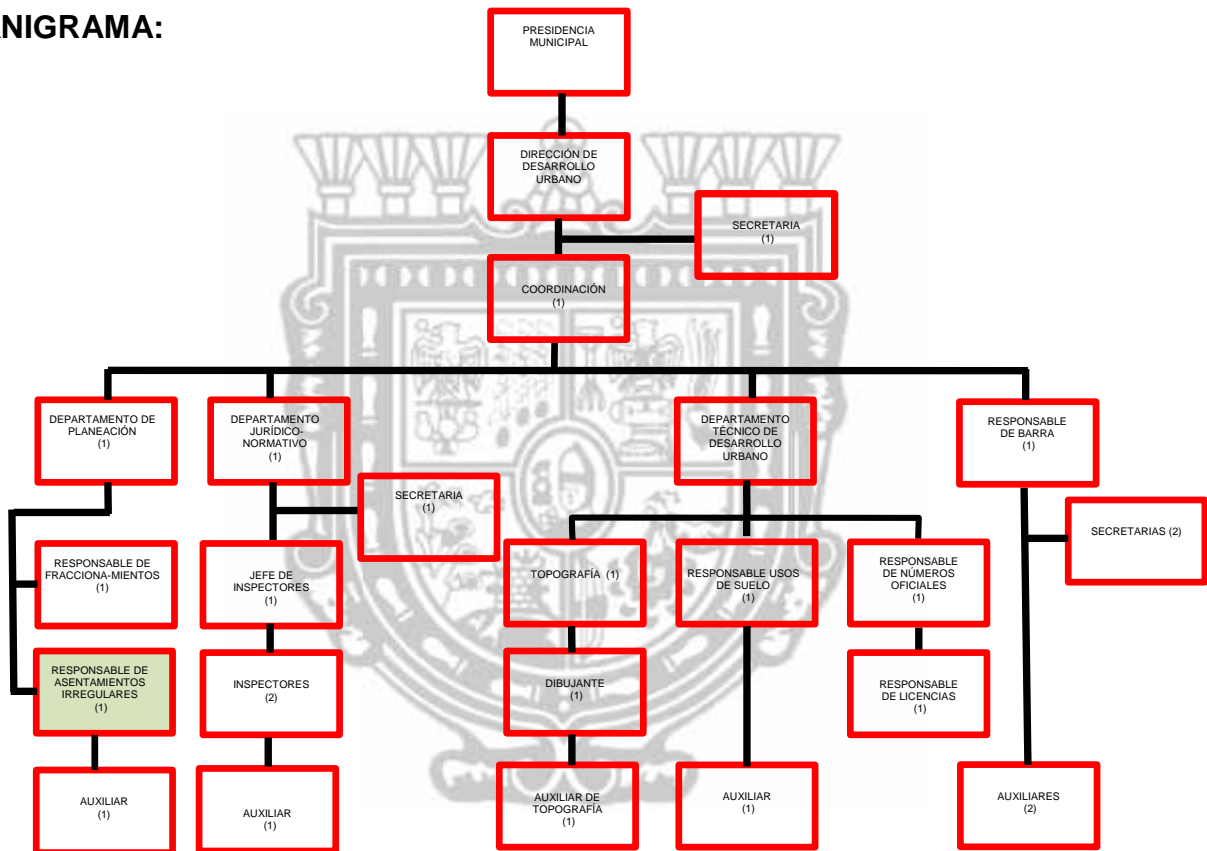 ANIGRAMA:
PRESIDENCIA
MUNICIPAL
DIRECCIÓN DE
DESARROLLO
URBANO
SECRETARIA
(1)
COORDINACIÓN
(1)
DEPARTAMENTO DE
PLANEACIÓN
(1)
DEPARTAMENTO
JURÍDICO-
NORMATIVO
(1)
DEPARTAMENTO
TÉCNICO DE
DESARROLLO
URBANO
RESPONSABLE
DE BARRA
(1)
SECRETARIA
(1)
SECRETARIAS (2)
RESPONSABLE DE
FRACCIONA-MIENTOS
(1)
JEFE DE
INSPECTORES
(1)
TOPOGRAFÍA (1)
RESPONSABLE USOS
DE SUELO
(1)
RESPONSABLE
DE NÚMEROS
OFICIALES
(1)
RESPONSABLE DE
ASENTAMIENTOS
IRREGULARES
(1)
INSPECTORES
(2)
DIBUJANTE
(1)
RESPONSABLE
DE LICENCIAS
(1)
AUXILIAR
(1)
AUXILIAR
(1)
AUXILIAR DE
TOPOGRAFÍA
(1)
AUXILIAR
(1)
AUXILIARES
(2)